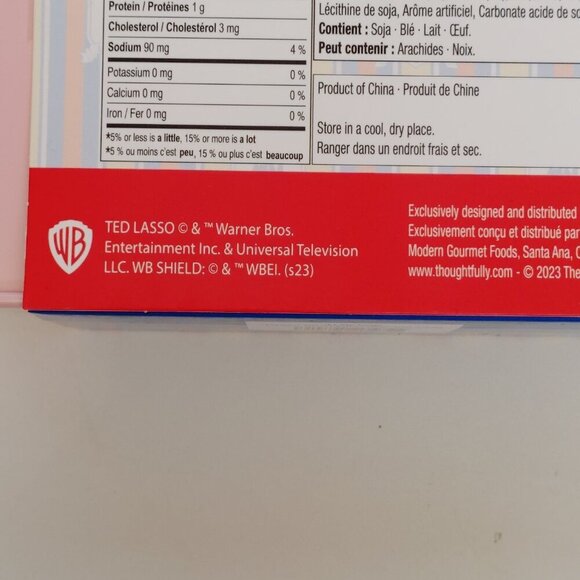 Protein / Protéines 1 g
Cholesterol / Cholestérol 3 mg
Sodium 90 mg 4 %
Potassium 0 mg 0 %
Calcium 0 mg 0 %
Iron / Fer 0 mg 0 %
*5% or less is a little, 15% or more is a lot
*5 % ou moins c'est peu, 15 % ou plus c'est beaucoup
Lécithine de soja, Arôme artificiel, Carbonate acide de
Contient : Soja · Blé · Lait · Œuf.
Peut contenir : Arachides · Noix.
Product of China · Produit de Chine
Store in a cool, dry place.
Ranger dans un endroit frais et sec.
WB
TED LASSO © & ™ Warner Bros.
Entertainment Inc. & Universal Television
LLC. WB SHIELD: © & ™ WBEI. (s23)
Exclusively designed and distributed
Exclusivement conçu et distribué par
Modern Gourmet Foods, Santa Ana,
www.thoughtfully.com - © 2023